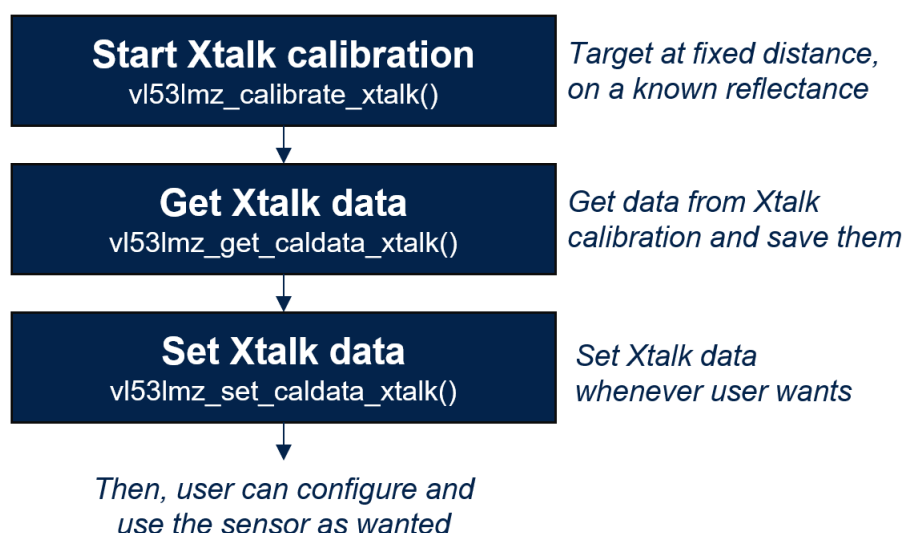 Start Xtalk calibration
vl53lmz_calibrate_xtalk()
Target at fixed distance,
on a known reflectance
Get Xtalk data
vl53lmz_get_caldata_xtalk()
Get data from Xtalk
calibration and save them
Set Xtalk data
vl53lmz_set_caldata_xtalk()
Set Xtalk data
whenever user wants
Then, user can configure and
use the sensor as wanted